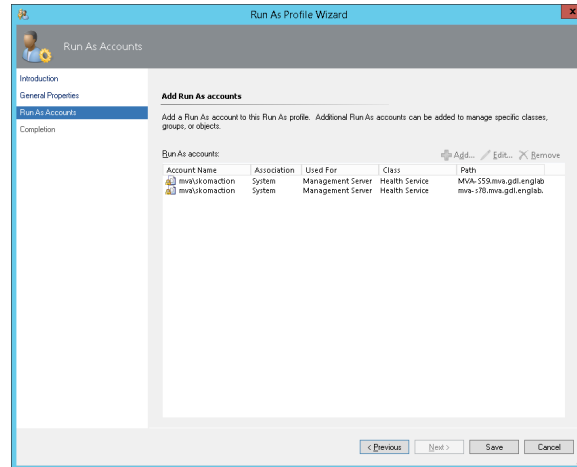 Run As Profile Wizard
x
Run As Accounts
Introduction
General Properties
Run As Accounts
Completion
Add Run As accounts
Add a Run As account to this Run As profile. Additional Run As accounts can be added to manage specific classes,
groups, or objects.
Run As accounts:
Add... Edit... Remove
Account Name Association Used For Class Path
mva\skomaction System Management Server Health Service MVA-S59.mva.gdl.englab
mva\skomaction System Management Server Health Service mva-s78.mva.gdl.englab.
< Previous Next > Save Cancel